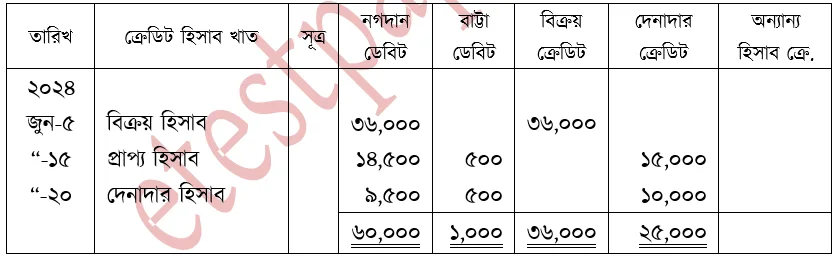 তারিখ ক্রেডিট হিসাব খাত সূত্র নগদান ডেবিট বাট্টা ডেবিট বিক্রয় ক্রেডিট দেনাদার ক্রেডিট অন্যান্য হিসাব ক্রে.
২০২৪
জুন-৫ বিক্রয় হিসাব ৩৬,০০০ ৩৬,০০০
“-১৫ প্রাপ্য হিসাব ১৪,৫০০ ৫০০ ১৫,০০০
“-২০ দেনাদার হিসাব ৯,৫০০ ৫০০ ১০,০০০
৬০,০০০ ১,০০০ ৩৬,০০০ ২৫,০০০
etestpap